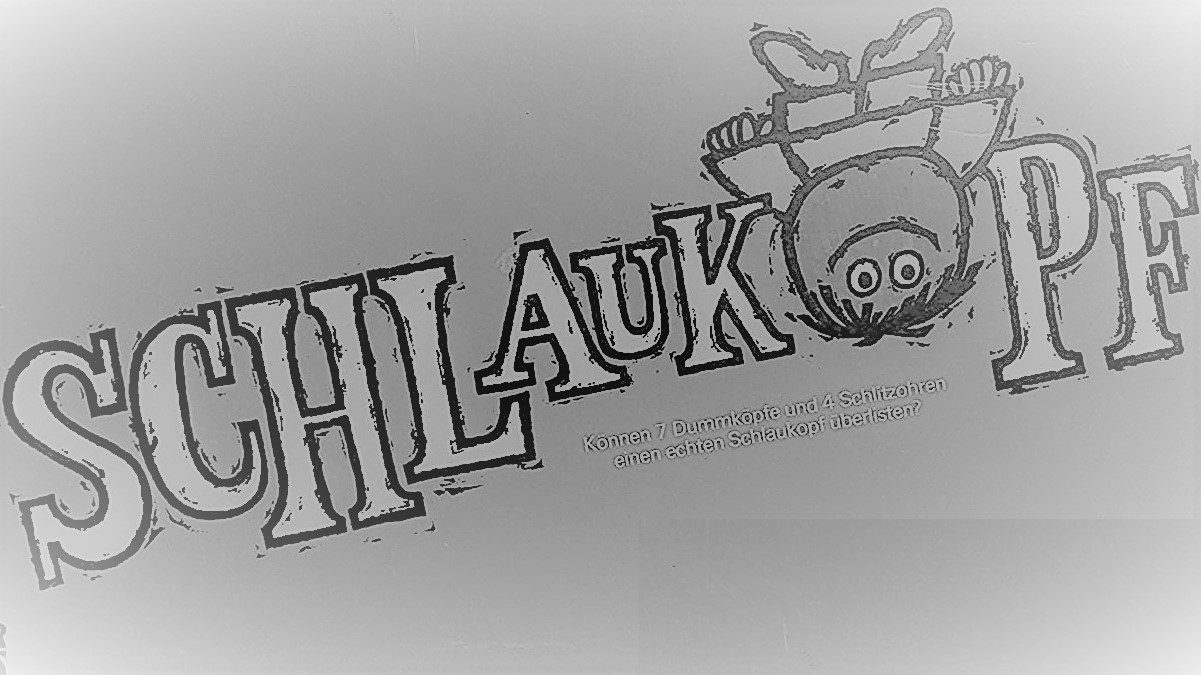 SCHLAUKOPF
Können 7 Dummköpfe und 4 Schlitzohren
einen echten Schlaukopf überlisten?